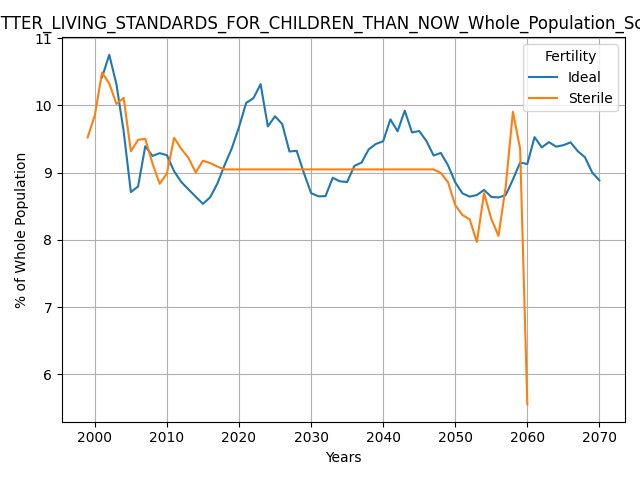 TTER_LIVING_STANDARDS_FOR_CHILDREN_THAN_NOW_Whole_Population_Sc
11
10
9
8
7
6
% of Whole Population
Fertility
Ideal
Sterile
2000 2010 2020 2030 2040 2050 2060 2070
Years